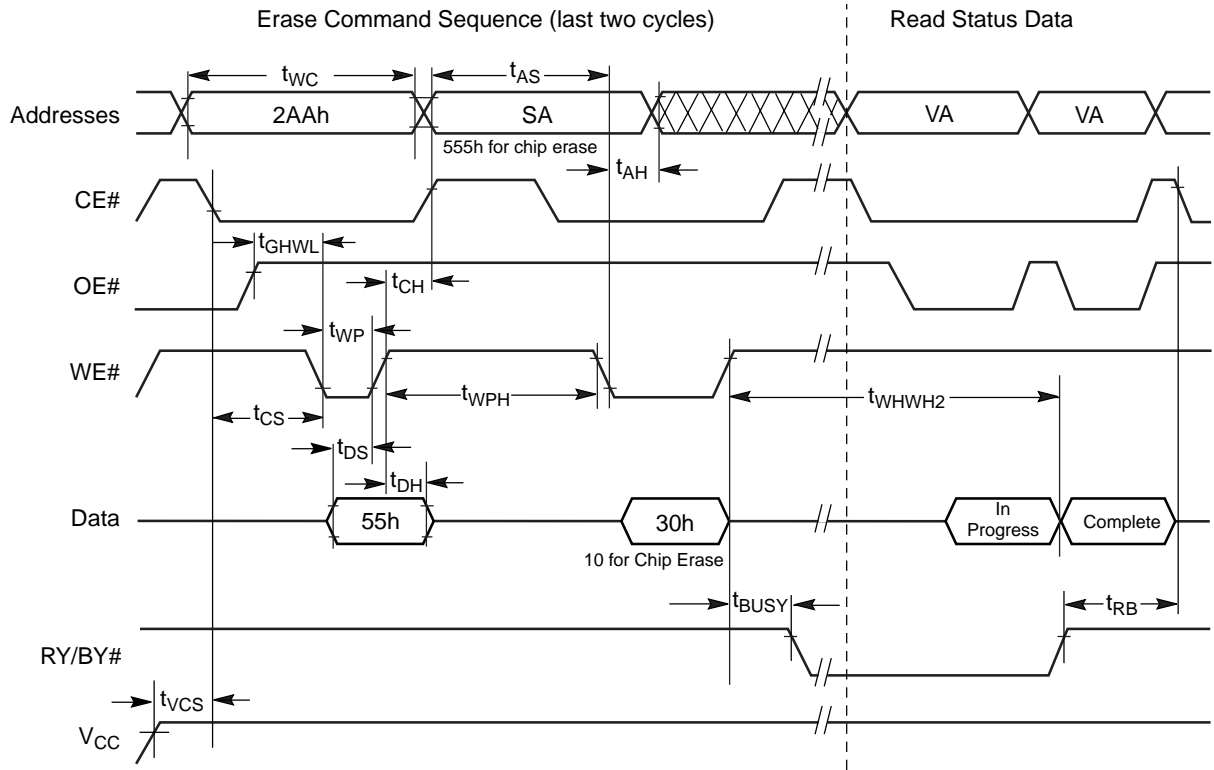 Erase Command Sequence (last two cycles)
Read Status Data
tWC
tAS
Addresses
2AAh
SA
VA
VA
555h for chip erase
tAH
CE#
tGHWL
OE#
tCH
tWP
WE#
tWPH
tWHWH2
tCS
tDS
tDH
Data
55h
30h
In
Progress
Complete
10 for Chip Erase
tBUSY
tRB
RY/BY#
tVCS
VCC